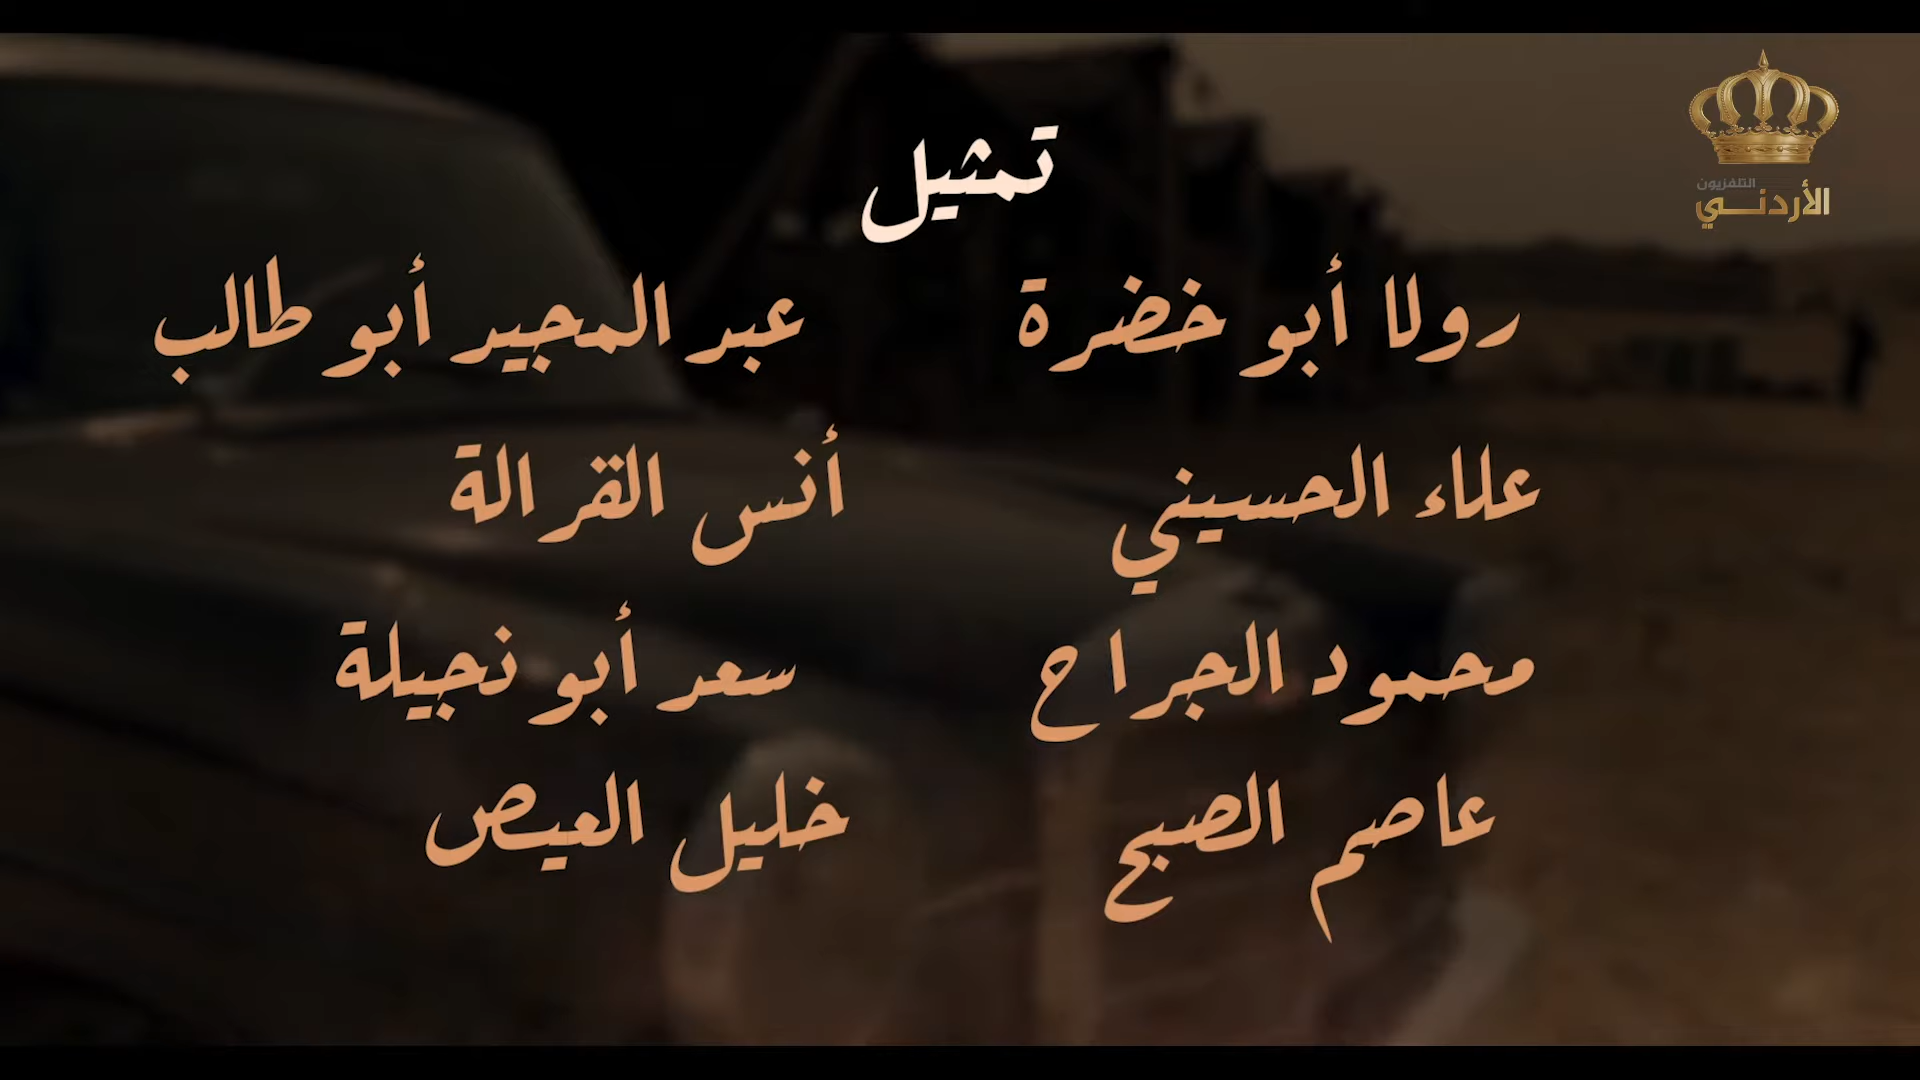 التلفزيون
الأردني
تمثيل
رولا أبو خضرة
عبد المجيد أبو طالب
علاء الحسيني
أنس القرالة
محمود الجراح
سعد أبو نجيلة
عاصم الصبح
خليل العيص